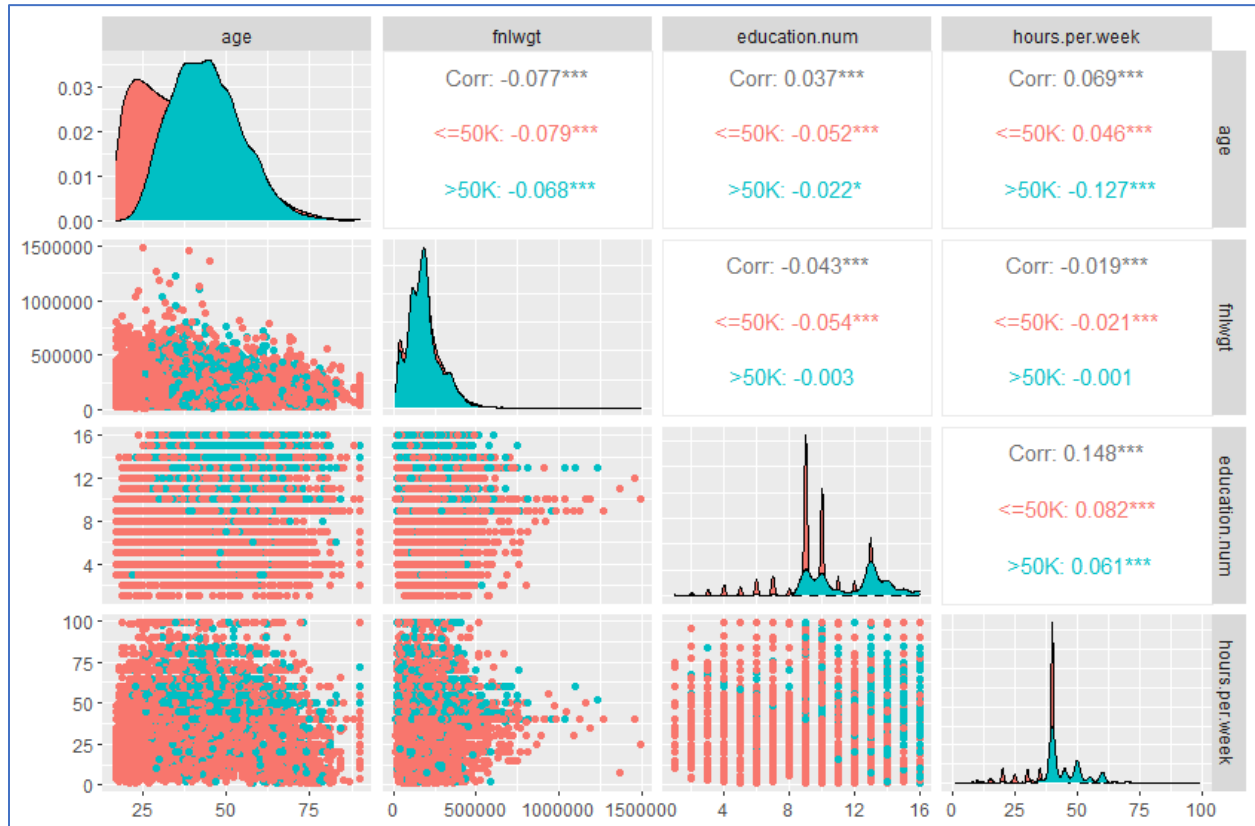 age fnlwgt education.num hours.per.week
0.03
0.02
0.01
0.00
Corr: -0.077***
<=50K: -0.079***
>50K: -0.068***
Corr: 0.037***
<=50K: -0.052***
>50K: -0.022*
Corr: 0.069***
<=50K: 0.046***
>50K: -0.127***
age
1500000
1000000
500000
0
Corr: -0.043***
<=50K: -0.054***
>50K: -0.003
Corr: -0.019***
<=50K: -0.021***
>50K: -0.001
fnlwgt
16
12
8
4
Corr: 0.148***
<=50K: 0.082***
>50K: 0.061***
education.num
100
75
50
25
0
hours.per.week
25 50 75 0 500000 1000000 1500000 4 8 12 16 0 25 50 75 100